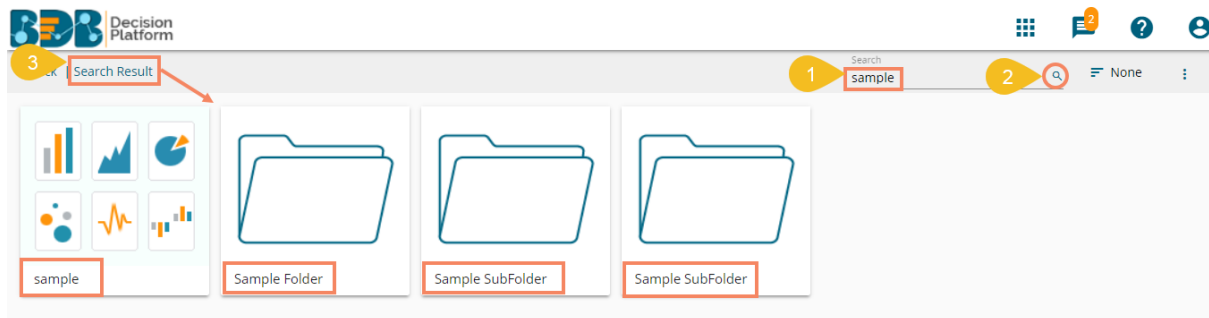 BDB Decision Platform
2
3
| Search Result
1
Search
sample
2
None
sample
Sample Folder
Sample SubFolder
Sample SubFolder